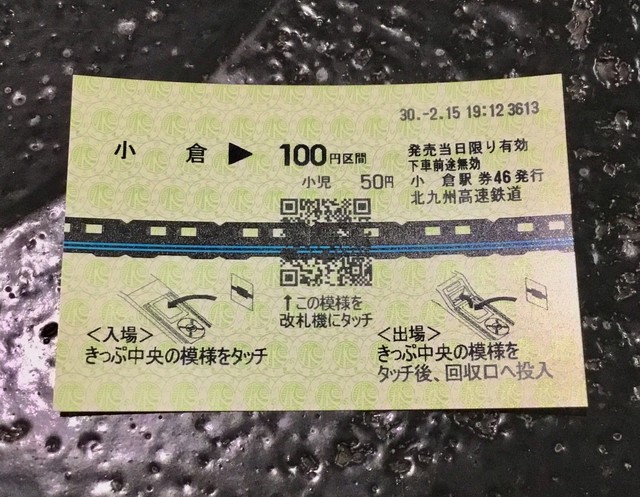 30.-2.15 19:12 3613
小 倉 ▶ 100円区間
小児 50円
発売当日限り有効
下車前途無効
小 倉駅 券46発行
北九州高速鉄道
↑この模様を
改札機にタッチ
<入場>
きっぷ中央の模様をタッチ
<出場>
きっぷ中央の模様を
タッチ後、回収口へ投入